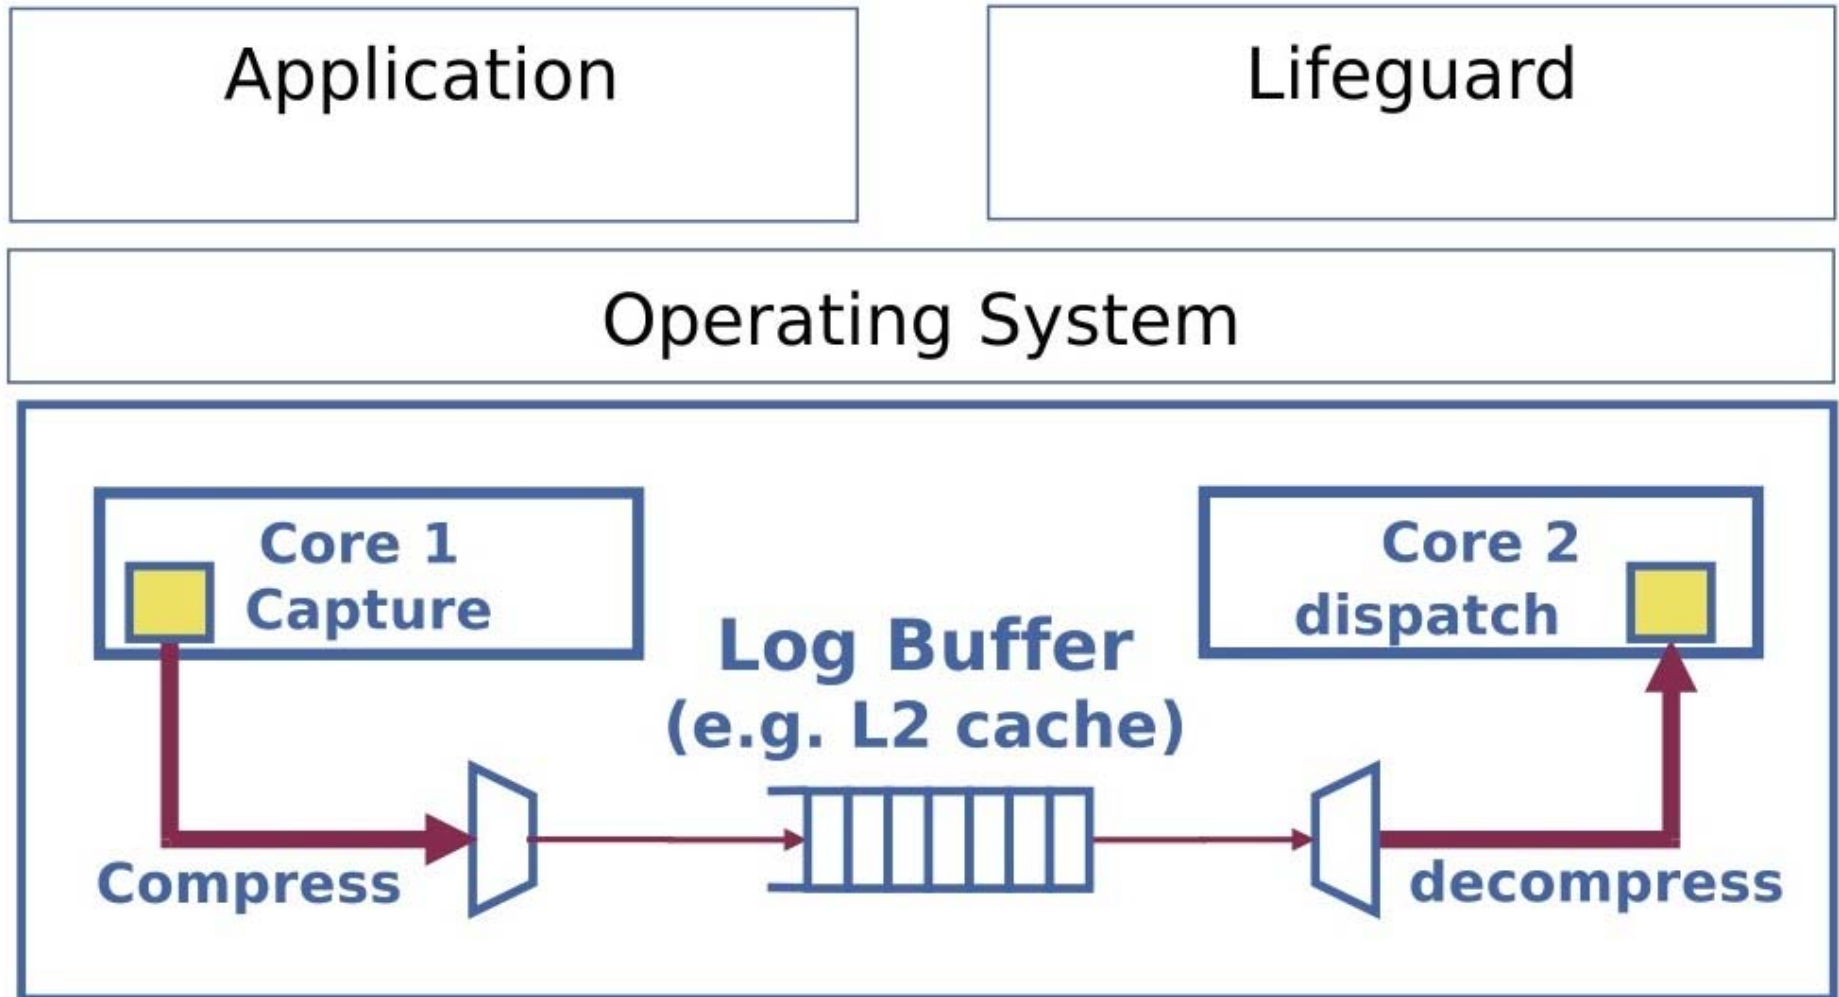 Application
Lifeguard
Operating System
Core 1
Capture
Core 2
dispatch
Log Buffer
(e.g. L2 cache)
Compress
decompress